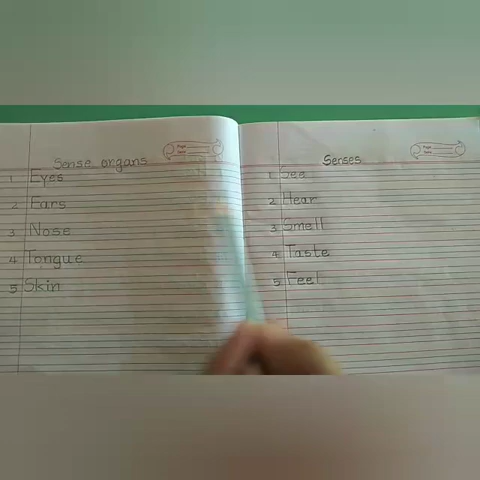 Sense organs
1 Eyes
2 Ears
3 Nose
4 Tongue
5 Skin
Senses
1 See
2 Hear
3 Smell
4 Taste
5 Feel